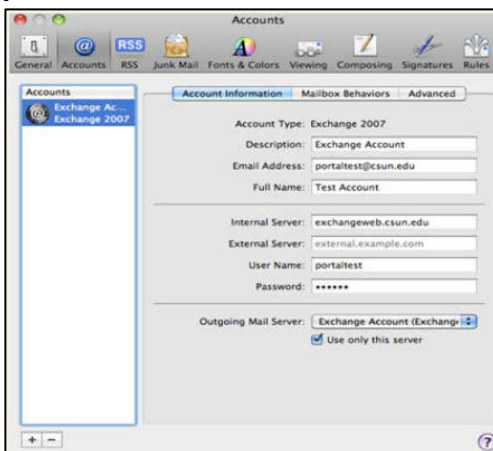 Accounts
General Accounts RSS Junk Mail Fonts & Colors Viewing Composing Signatures Rules
RSS
Accounts
Exchange Ac...
Exchange 2007
Account Information Mailbox Behaviors Advanced
Account Type: Exchange 2007
Description: Exchange Account
Email Address: portaltest@csun.edu
Full Name: Test Account
Internal Server: exchangeweb.csun.edu
External Server: external.example.com
User Name: portaltest
Password: ••••••
Outgoing Mail Server: Exchange Account (Exchange
Use only this server
+ −
?